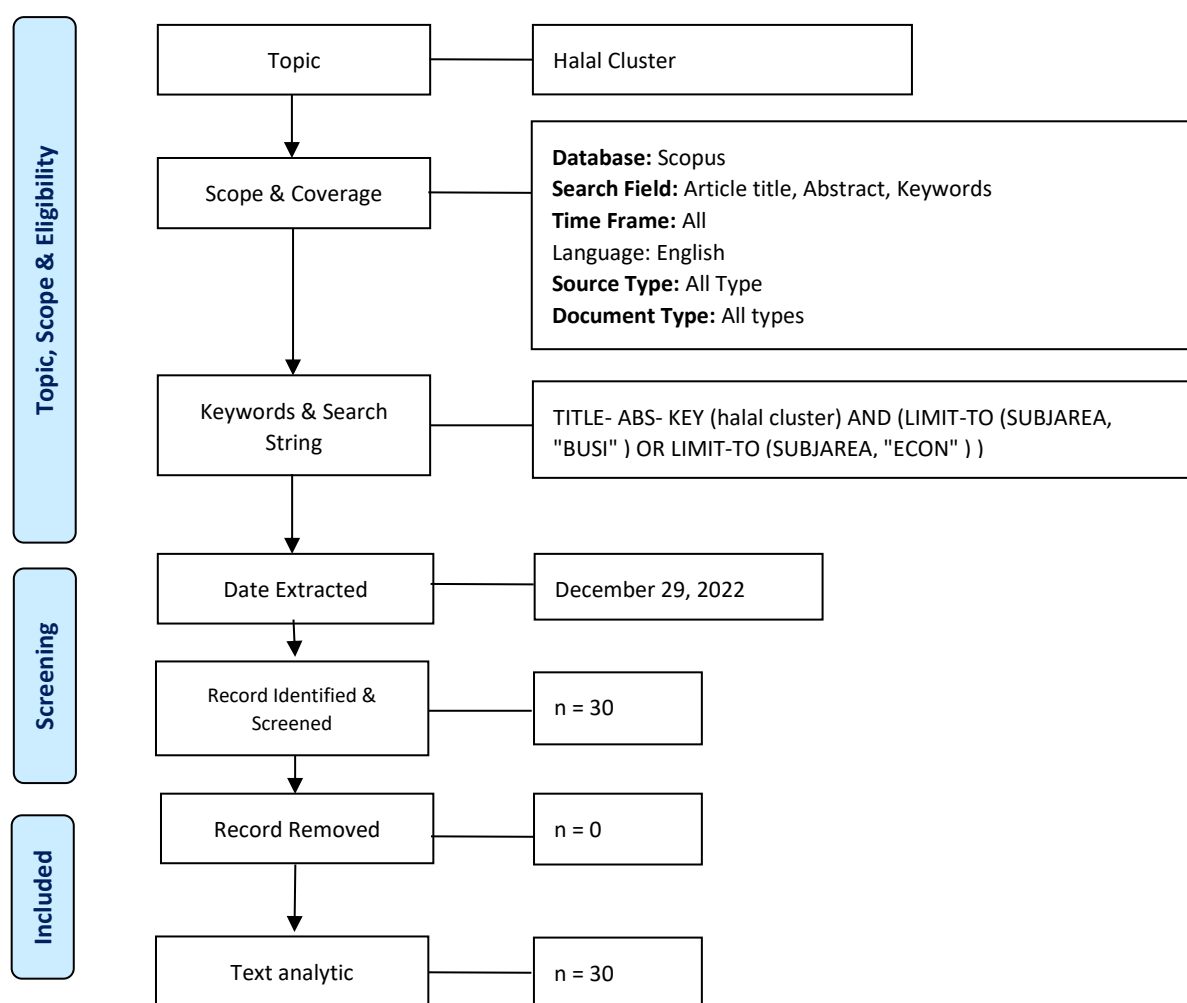 Topic, Scope & Eligibility
Topic
Halal Cluster
Scope & Coverage
Database: Scopus
Search Field: Article title, Abstract, Keywords
Time Frame: All
Language: English
Source Type: All Type
Document Type: All types
Keywords & Search
String
TITLE- ABS- KEY (halal cluster) AND (LIMIT-TO (SUBJAREA,
"BUSI" ) OR LIMIT-TO (SUBJAREA, "ECON" ) )
Screening
Date Extracted
December 29, 2022
Record Identified &
Screened
n = 30
Included
Record Removed
n = 0
Text analytic
n = 30